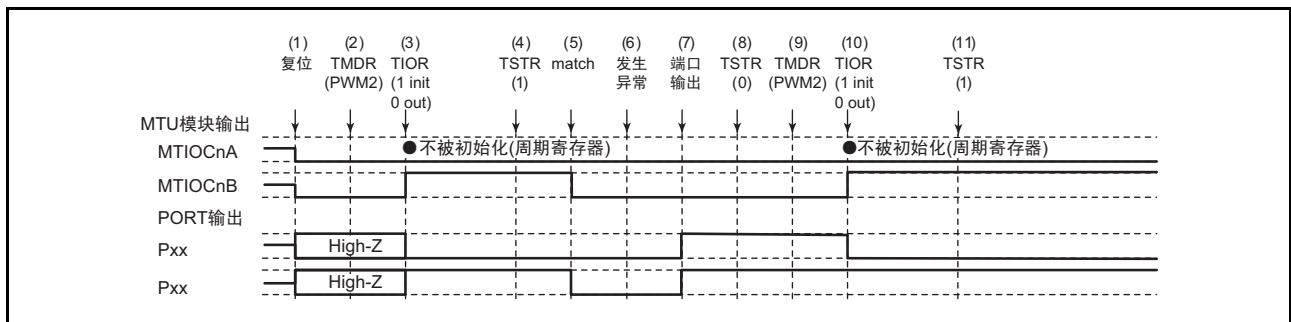 (1) (2) (3) (4) (5) (6) (7) (8) (9) (10) (11)
复位 TMDR TIOR TSTR match 发生 端口 TSTR TMDR TIOR TSTR
(PWM2) (1 init (1) 异常 输出 (0) (PWM2) (1 init (1)
0 out) 0 out)
MTU模块输出
MTIOCnA ●不被初始化(周期寄存器) ●不被初始化(周期寄存器)
MTIOCnB
PORT输出
Pxx High-Z
Pxx High-Z